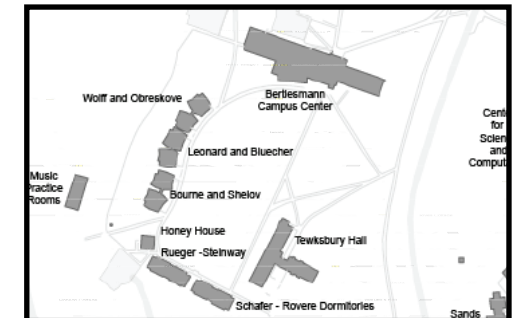 Wolff and Obreskove
Bertlesmann
Campus Center
Cent
for
Scien
and
Comput
Leonard and Bluecher
Music
Practice
Rooms
Bourne and Shelov
Honey House
Rueger -Steinway
Tewksbury Hall
Schafer - Rovere Dormitories
Sands